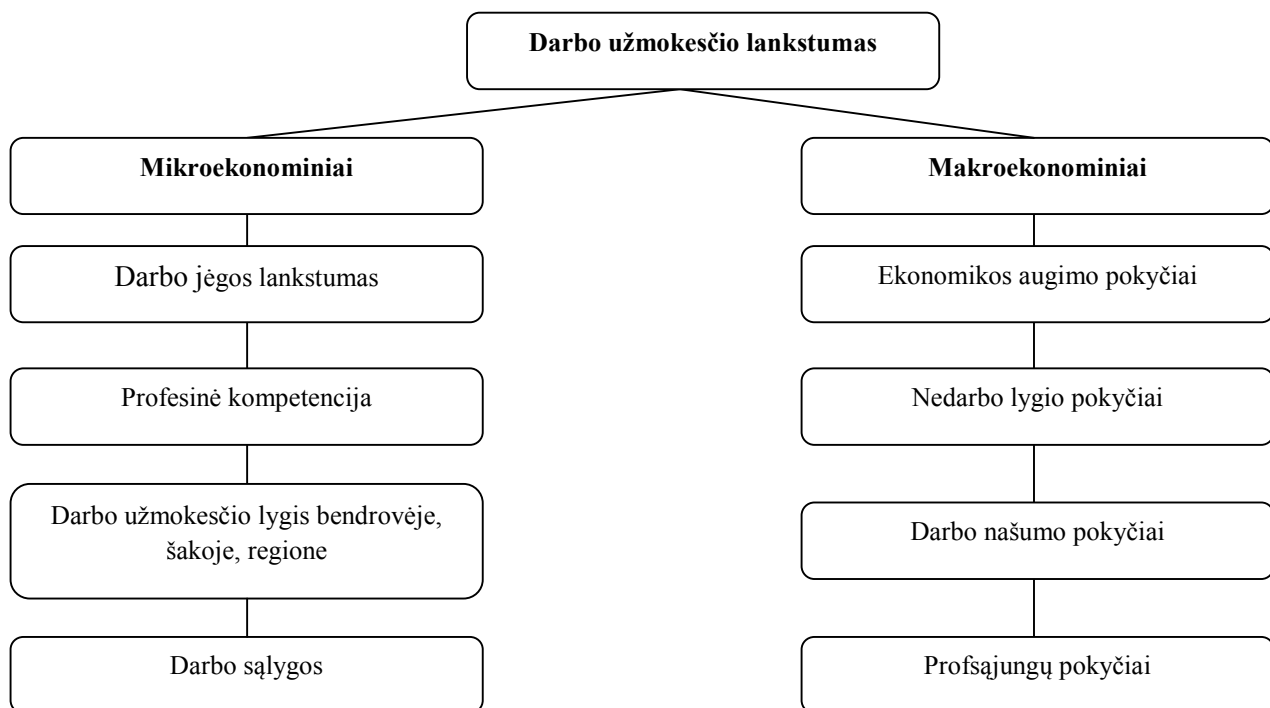 Darbo užmokesčio lankstumas
Mikroekonominiai
Makroekonominiai
Darbo jėgos lankstumas
Ekonomikos augimo pokyčiai
Profesinė kompetencija
Nedarbo lygio pokyčiai
Darbo užmokesčio lygis bendrovėje,
šakoje, regione
Darbo našumo pokyčiai
Darbo sąlygos
Profsąjungų pokyčiai